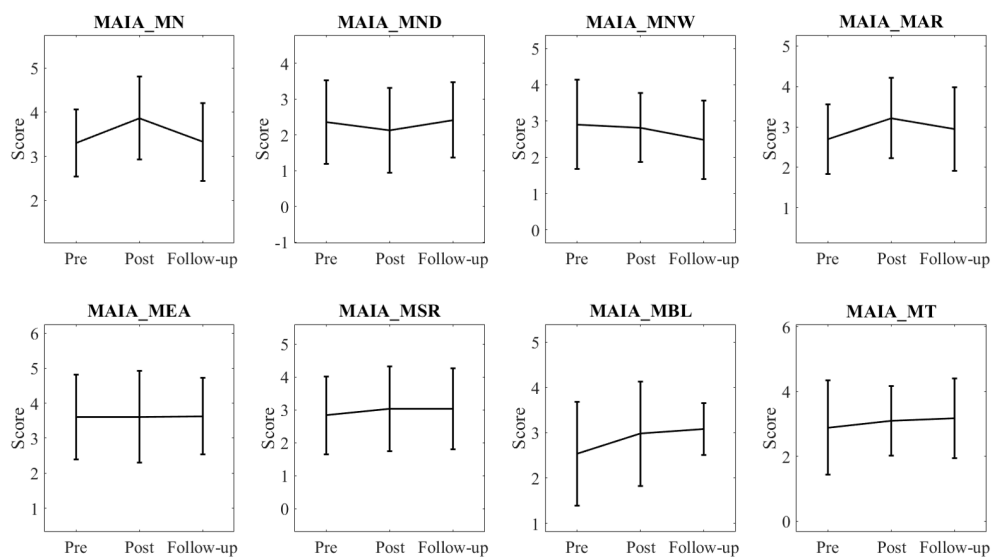 MAIA_MN
Score
5
4
3
2
Pre Post Follow-up
MAIA_MND
Score
4
3
2
1
0
-1
Pre Post Follow-up
MAIA_MNW
Score
5
4
3
2
1
0
Pre Post Follow-up
MAIA_MAR
Score
5
4
3
2
1
Pre Post Follow-up
MAIA_MEA
Score
6
5
4
3
2
1
Pre Post Follow-up
MAIA_MSR
Score
5
4
3
2
1
0
Pre Post Follow-up
MAIA_MBL
Score
5
4
3
2
1
Pre Post Follow-up
MAIA_MT
Score
6
4
2
0
Pre Post Follow-up